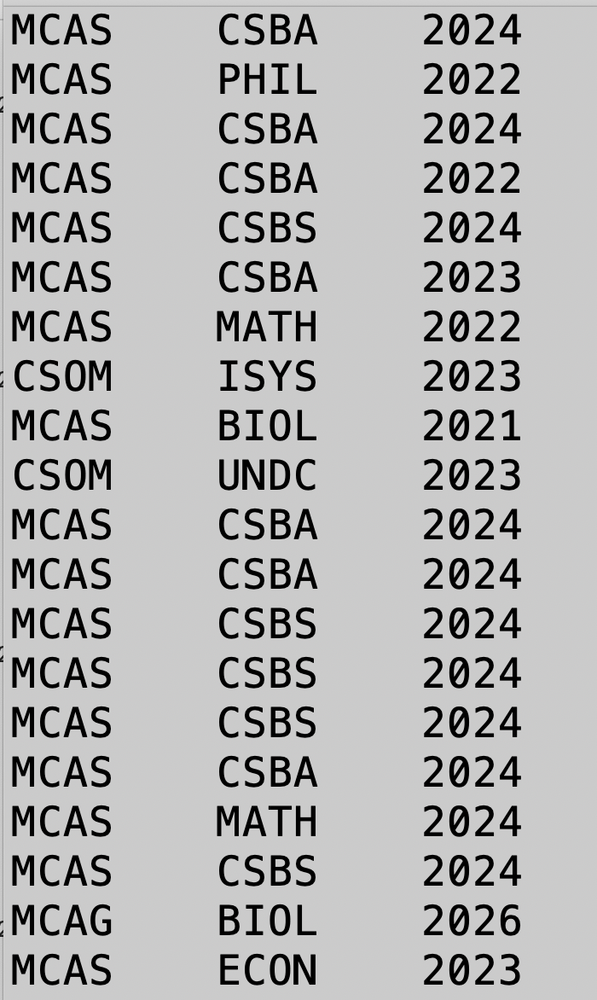 MCAS CSBA 2024
MCAS PHIL 2022
MCAS CSBA 2024
MCAS CSBA 2022
MCAS CSBS 2024
MCAS CSBA 2023
MCAS MATH 2022
CSOM ISYS 2023
MCAS BIOL 2021
CSOM UNDC 2023
MCAS CSBA 2024
MCAS CSBA 2024
MCAS CSBS 2024
MCAS CSBS 2024
MCAS CSBS 2024
MCAS CSBA 2024
MCAS MATH 2024
MCAS CSBS 2024
MCAG BIOL 2026
MCAS ECON 2023